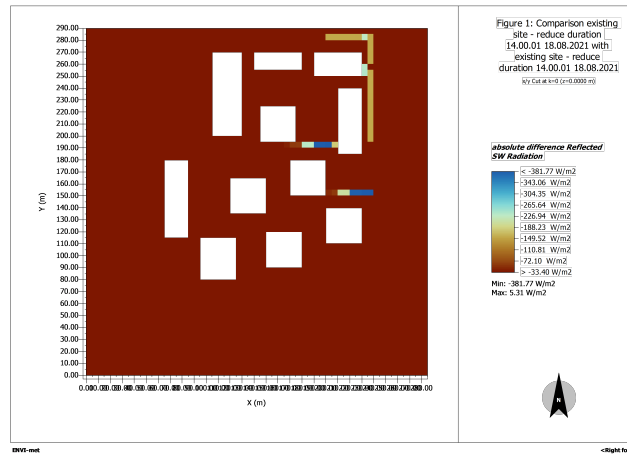 Figure 1: Comparison existing
site - reduce duration
14.00.01 18.08.2021 with
existing site - reduce
duration 14.00.01 18.08.2021
x/y Cut at k=0 (z=0.0000 m)
290.00
280.00
270.00
260.00
250.00
240.00
230.00
220.00
210.00
200.00
190.00
180.00
170.00
160.00
150.00
140.00
130.00
120.00
110.00
100.00
90.00
80.00
70.00
60.00
50.00
40.00
30.00
20.00
10.00
0.00
Y (m)
X (m)
absolute difference Reflected
SW Radiation
< -381.77 W/m2
-343.06 W/m2
-304.35 W/m2
-265.64 W/m2
-226.94 W/m2
-188.23 W/m2
-149.52 W/m2
-110.81 W/m2
-72.10 W/m2
> -33.40 W/m2
Min: -381.77 W/m2
Max: 5.31 W/m2
N
ENVI-met
<Right fo